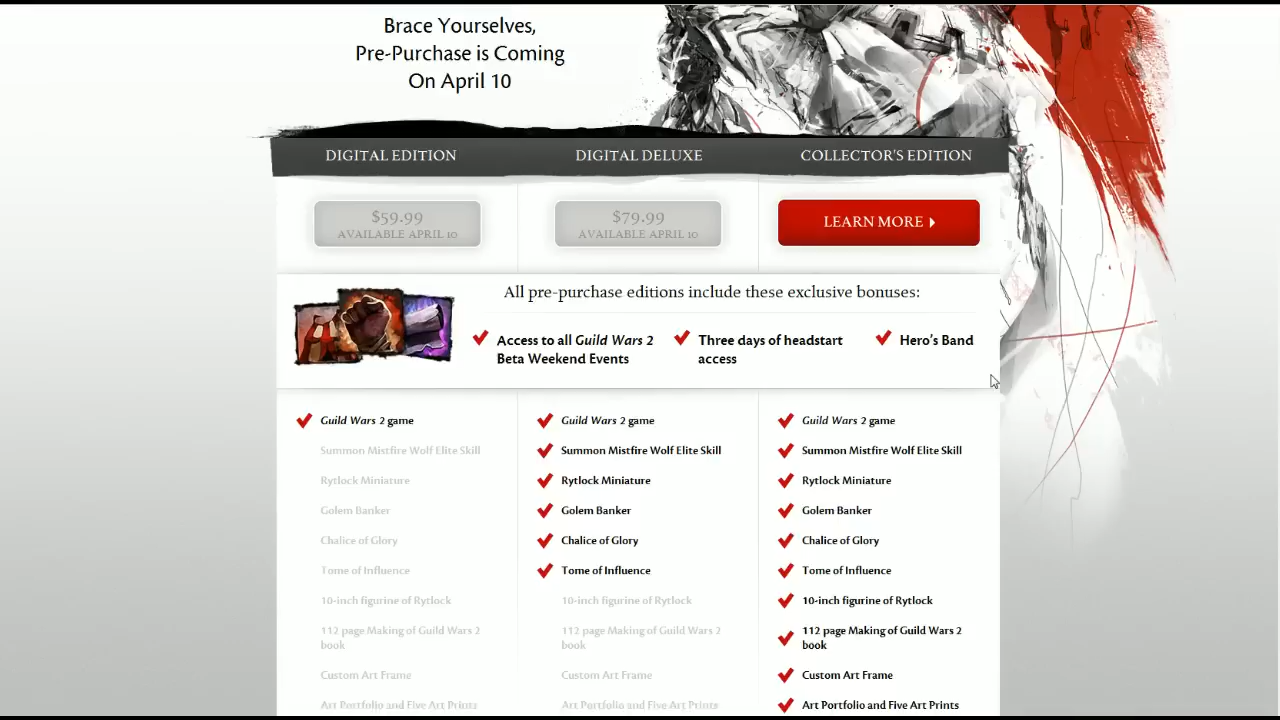 Brace Yourselves,
Pre-Purchase is Coming
On April 10
DIGITAL EDITION
DIGITAL DELUXE
COLLECTOR'S EDITION
$59.99
AVAILABLE APRIL 10
$79.99
AVAILABLE APRIL 10
LEARN MORE
All pre-purchase editions include these exclusive bonuses:
Access to all Guild Wars 2
Beta Weekend Events
Three days of headstart
access
Hero's Band
Guild Wars 2 game
Summon Mistfire Wolf Elite Skill
Rytlock Miniature
Golem Banker
Chalice of Glory
Tome of Influence
10-inch figurine of Rytlock
112 page Making of Guild Wars 2
book
Custom Art Frame
Art Portfolio and Five Art Prints
Guild Wars 2 game
Summon Mistfire Wolf Elite Skill
Rytlock Miniature
Golem Banker
Chalice of Glory
Tome of Influence
10-inch figurine of Rytlock
112 page Making of Guild Wars 2
book
Custom Art Frame
Art Portfolio and Five Art Prints
Guild Wars 2 game
Summon Mistfire Wolf Elite Skill
Rytlock Miniature
Golem Banker
Chalice of Glory
Tome of Influence
10-inch figurine of Rytlock
112 page Making of Guild Wars 2
book
Custom Art Frame
Art Portfolio and Five Art Prints